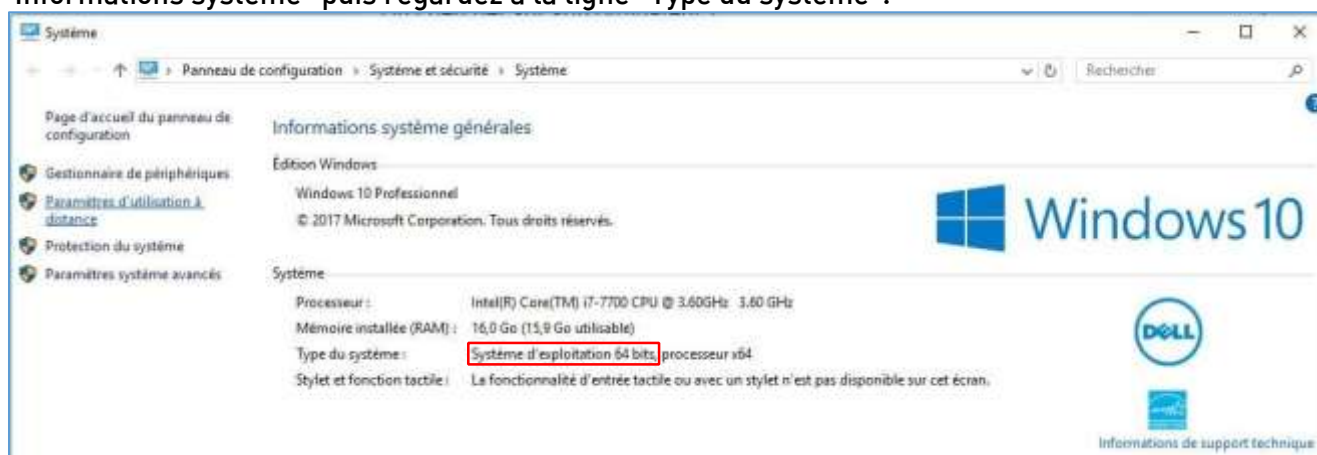 "Informations système" puis regardez à la ligne "Type du système".
Système
Panneau de configuration › Système et sécurité › Système
Rechercher
Page d'accueil du panneau de
configuration
Gestionnaire de périphériques
Paramètres d'utilisation à
distance
Protection du système
Paramètres système avancés
Informations système générales
Édition Windows
Windows 10 Professionnel
© 2017 Microsoft Corporation. Tous droits réservés.
Windows 10
Système
Processeur : Intel(R) Core(TM) i7-7700 CPU @ 3.60GHz 3.60 GHz
Mémoire installée (RAM) : 16,0 Go (15,9 Go utilisable)
Type du système : Système d'exploitation 64 bits, processeur x64
Stylet et fonction tactile : La fonctionnalité d'entrée tactile ou avec un stylet n'est pas disponible sur cet écran.
DELL
Informations de support technique